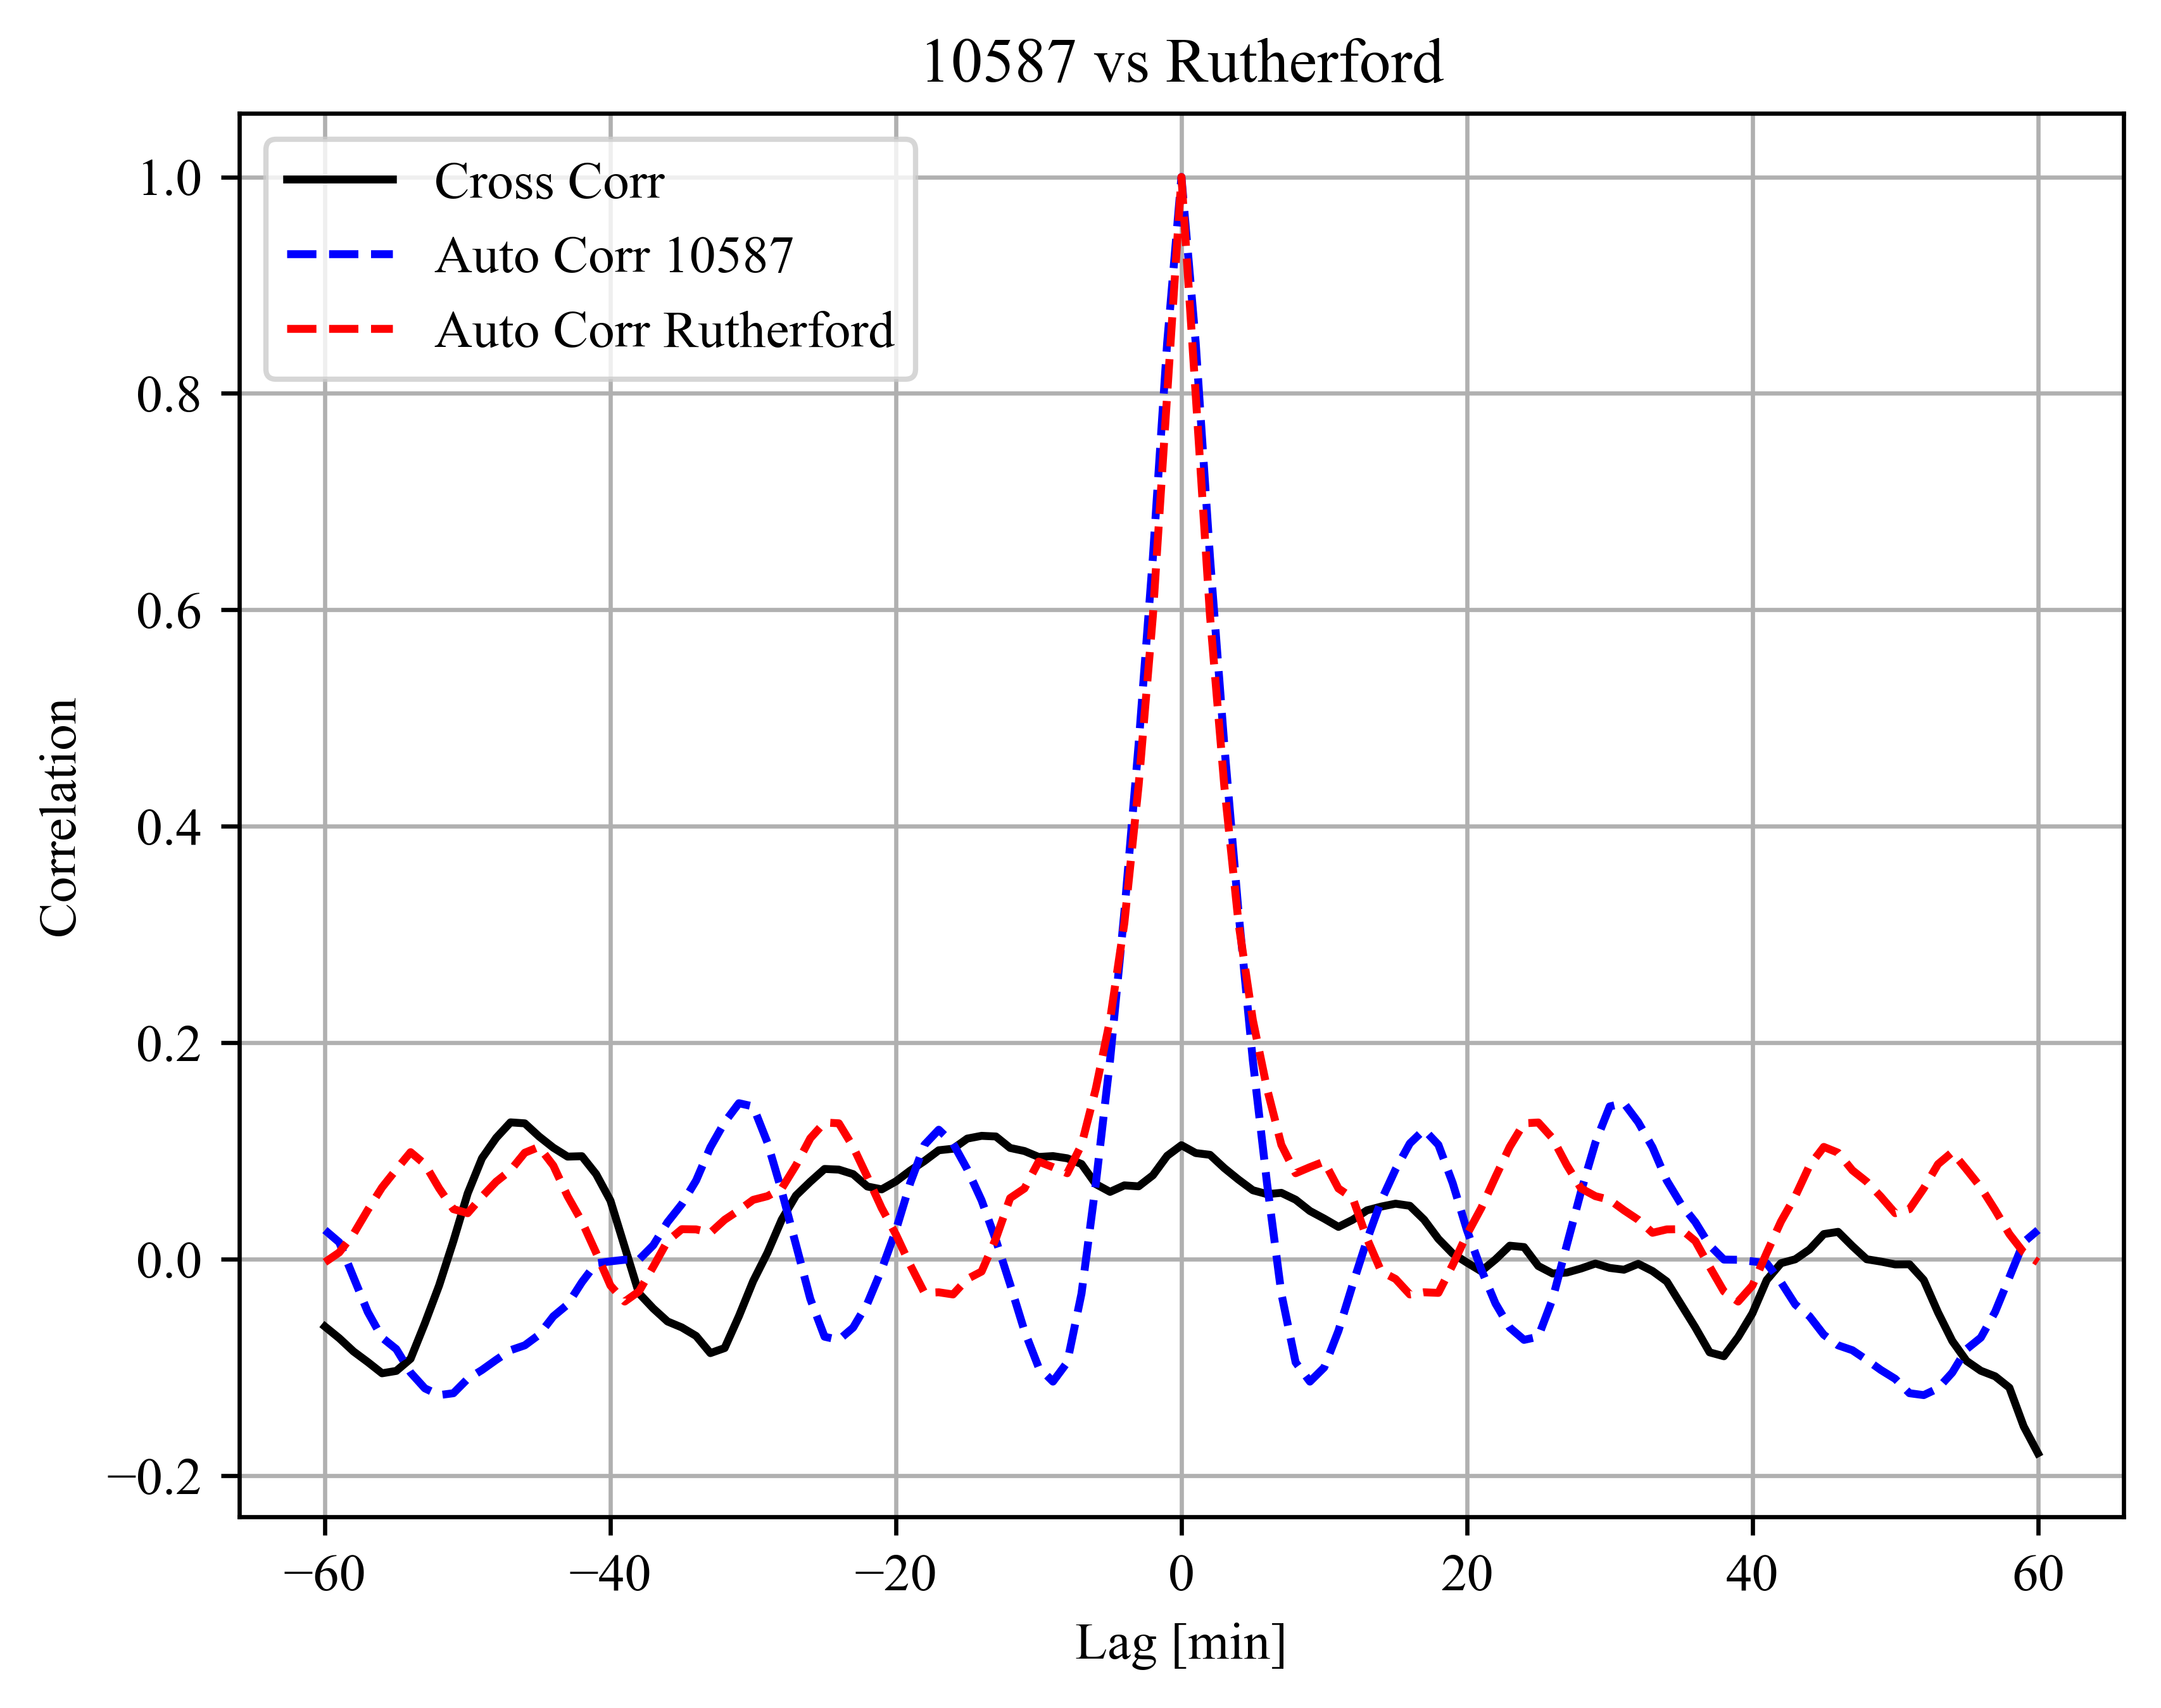 10587 vs Rutherford
Cross Corr
Auto Corr 10587
Auto Corr Rutherford
1.0
0.8
0.6
0.4
0.2
0.0
−0.2
Correlation
−60 −40 −20 0 20 40 60
Lag [min]